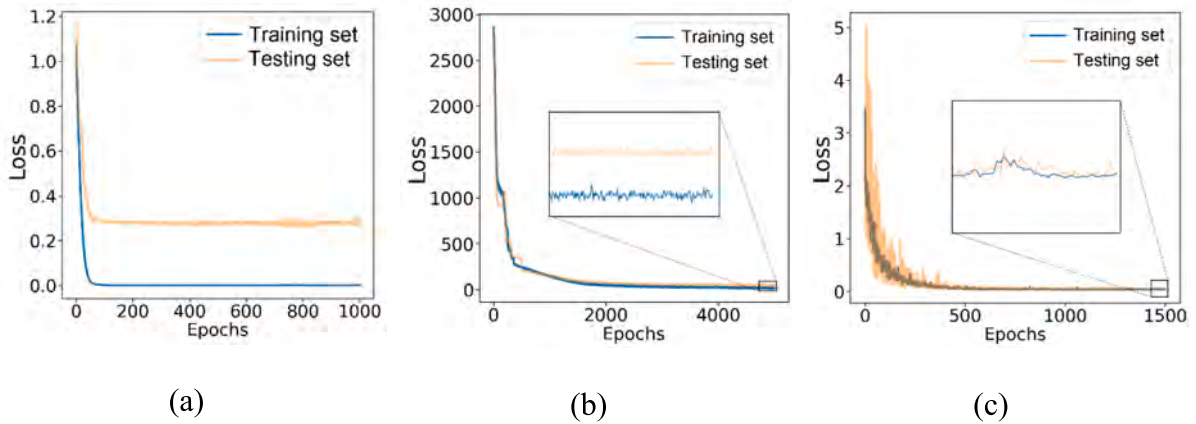 1.2
1.0
0.8
0.6
0.4
0.2
0.0
Loss
Training set
Testing set
0 200 400 600 800 1000
Epochs
(a)
3000
2500
2000
1500
1000
500
0
Loss
Training set
Testing set
0 2000 4000
Epochs
(b)
5
4
3
2
1
0
Loss
Training set
Testing set
0 500 1000 1500
Epochs
(c)